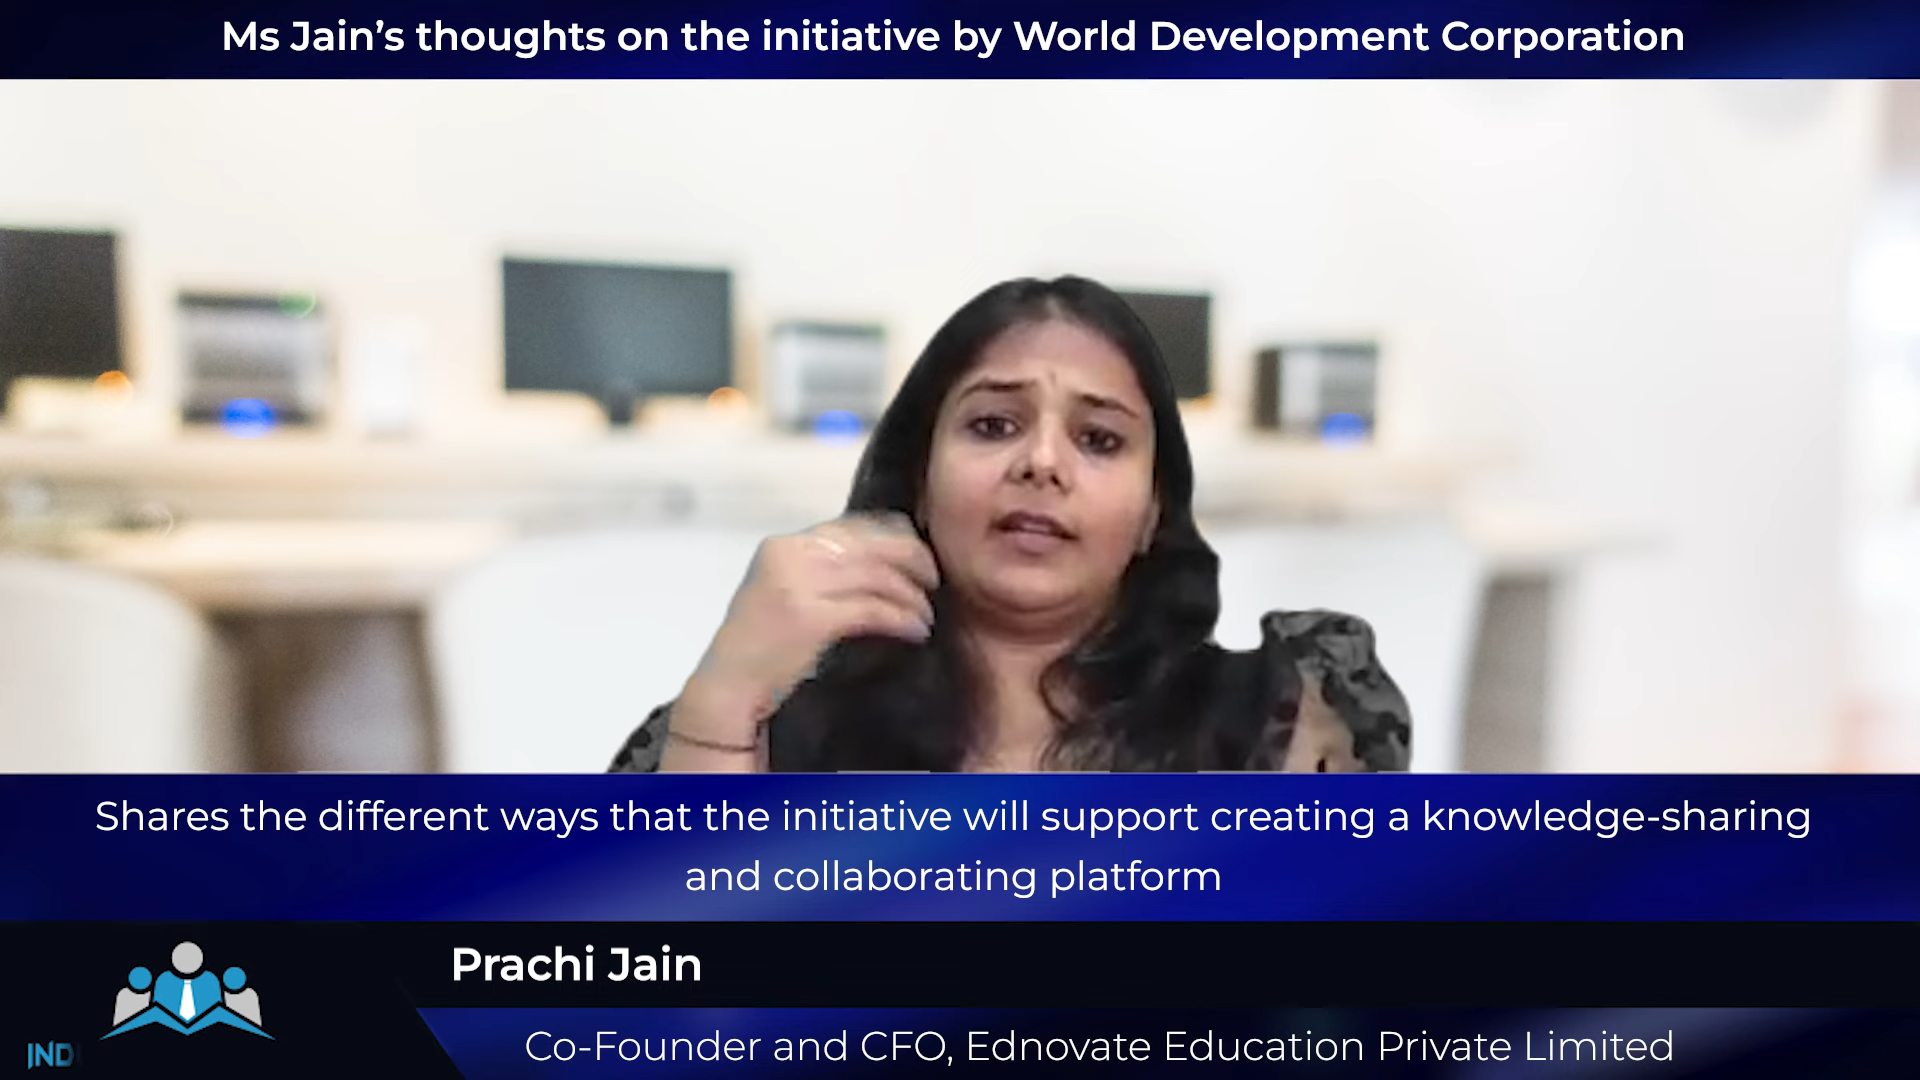 Ms Jain’s thoughts on the initiative by World Development Corporation
Shares the different ways that the initiative will support creating a knowledge-sharing
and collaborating platform
Prachi Jain
IND
Co-Founder and CFO, Ednovate Education Private Limited